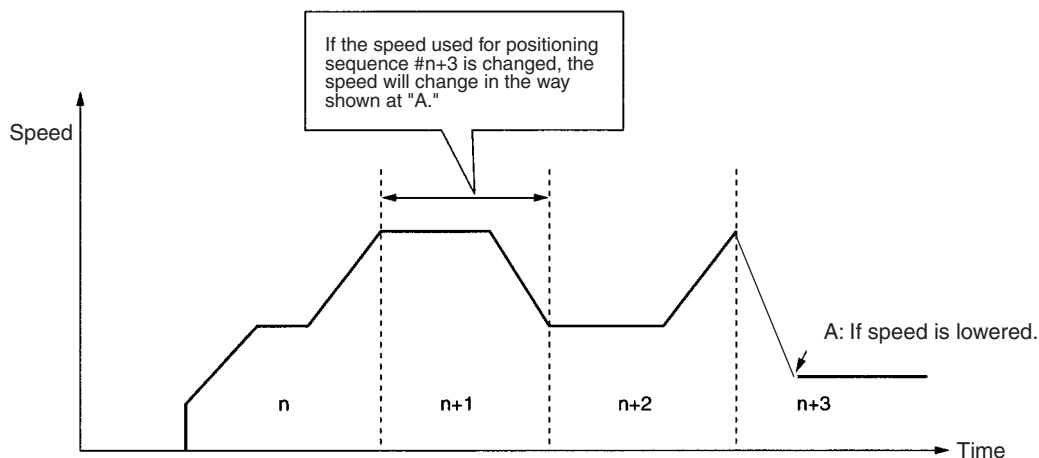 If the speed used for positioning
sequence #n+3 is changed, the
speed will change in the way
shown at "A."
Speed
A: If speed is lowered.
n
n+1
n+2
n+3
Time